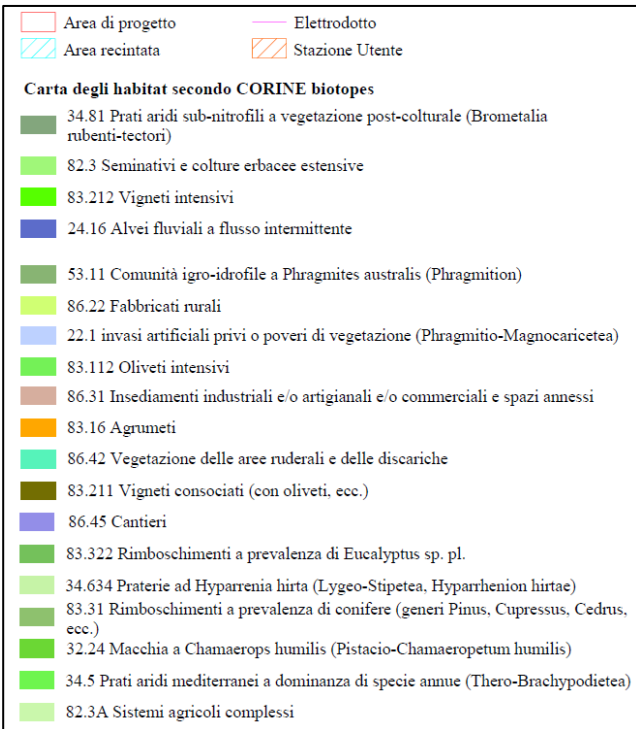 Area di progetto
Elettrodotto
Area recintata
Stazione Utente
Carta degli habitat secondo CORINE biotopes
34.81 Prati aridi sub-nitrofili a vegetazione post-colturale (Brometalia
rubenti-tectori)
82.3 Seminativi e colture erbacee estensive
83.212 Vigneti intensivi
24.16 Alvei fluviali a flusso intermittente
53.11 Comunità igro-idrofile a Phragmites australis (Phragmition)
86.22 Fabbricati rurali
22.1 invasi artificiali privi o poveri di vegetazione (Phragmitio-Magnocaricetea)
83.112 Oliveti intensivi
86.31 Insediamenti industriali e/o artigianali e/o commerciali e spazi annessi
83.16 Agrumeti
86.42 Vegetazione delle aree ruderali e delle discariche
83.211 Vigneti consociati (con oliveti, ecc.)
86.45 Cantieri
83.322 Rimboschimenti a prevalenza di Eucalyptus sp. pl.
34.634 Praterie ad Hyparrenia hirta (Lygeo-Stipetea, Hyparrhenion hirtae)
83.31 Rimboschimenti a prevalenza di conifere (generi Pinus, Cupressus, Cedrus,
ecc.)
32.24 Macchia a Chamaerops humilis (Pistacio-Chamaeropetum humilis)
34.5 Prati aridi mediterranei a dominanza di specie annue (Thero-Brachypodietea)
82.3A Sistemi agricoli complessi